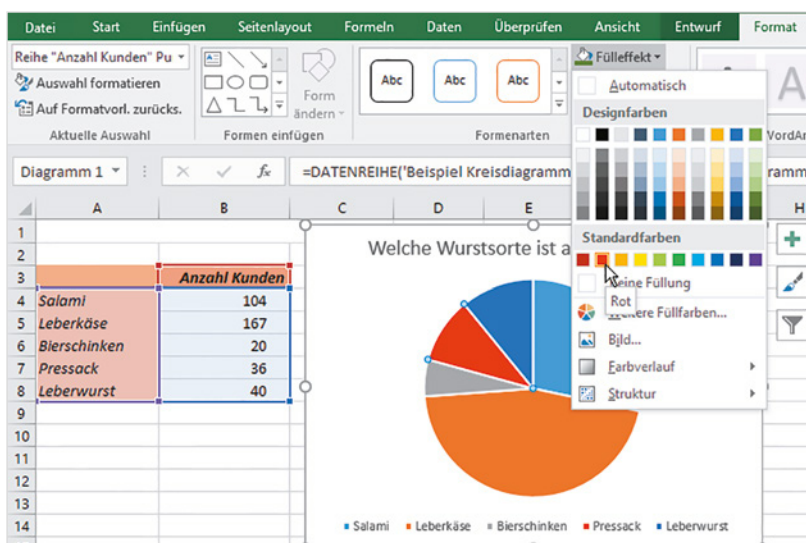 Datei Start Einfügen Seitenlayout Formeln Daten Überprüfen Ansicht Entwurf Format
Reihe "Anzahl Kunden" Pu
Auswahl formatieren
Auf Formatvorl. zurücks.
Aktuelle Auswahl
Form
ändern
Formen einfügen
Abc Abc Abc
Formenarten
Fülleffekt
A
WordAr
Automatisch
Designfarben
Standardfarben
Keine Füllung
Rot
Weitere Füllfarben...
Bild...
Farbverlauf
Struktur
Diagramm 1 fx =DATENREIHE('Beispiel Kreisdiagramm ramm
A B C D E H
1
2
3 Anzahl Kunden
4 Salami 104
5 Leberkäse 167
6 Bierschinken 20
7 Pressack 36
8 Leberwurst 40
9
10
11
12
13
14
Welche Wurstsorte ist a
Salami Leberkäse Bierschinken Pressack Leberwurst